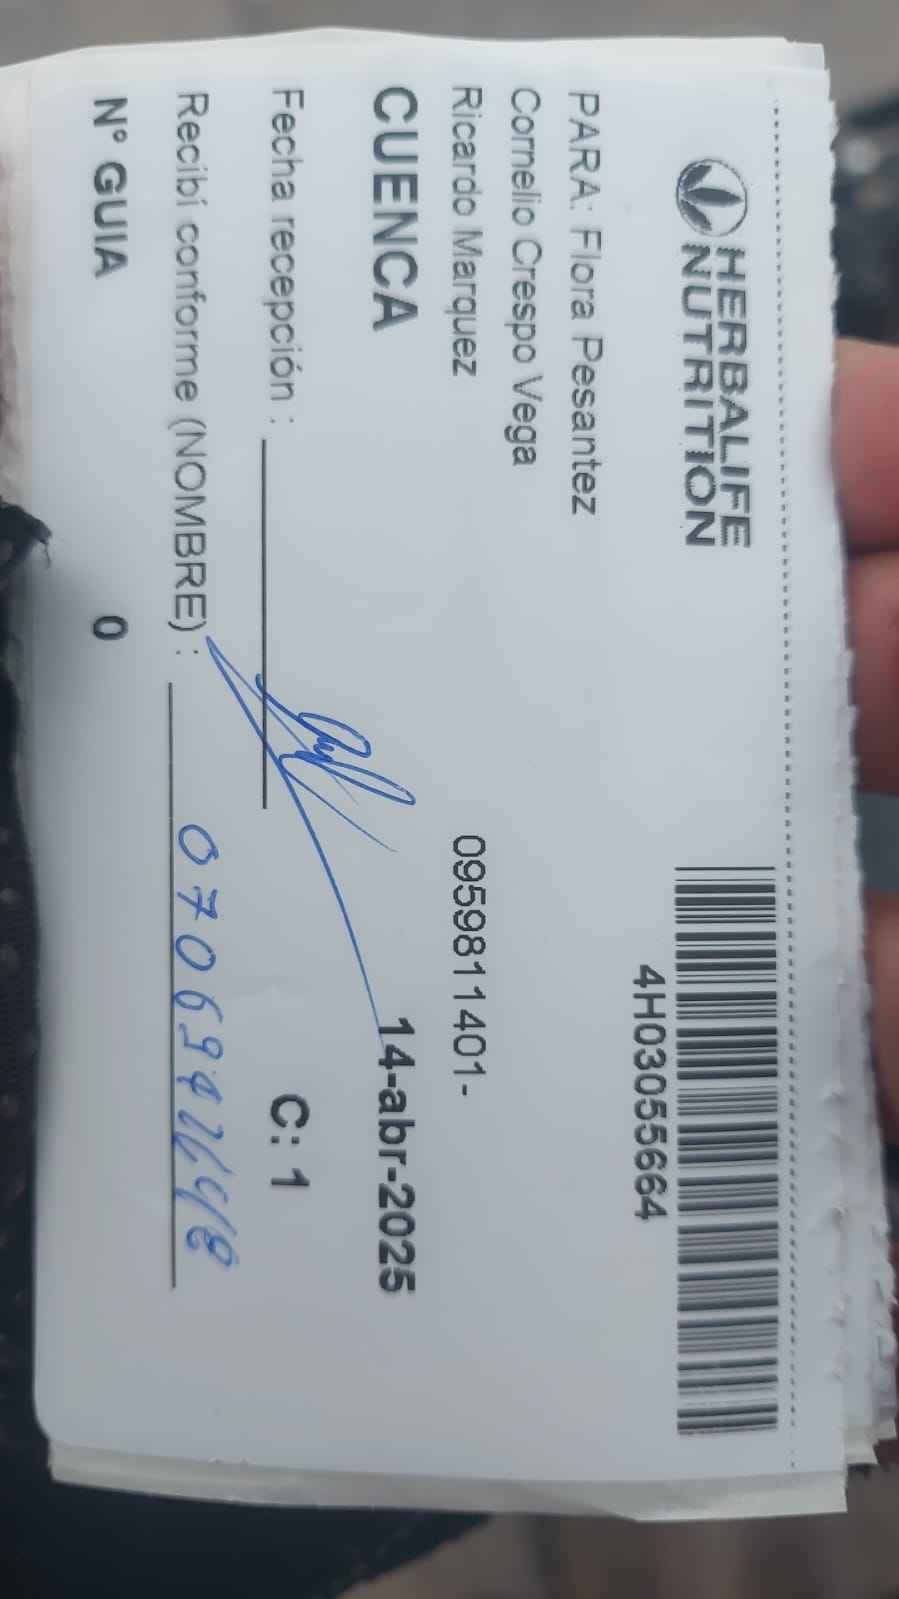 HERBALIFE
NUTRITION
4H03055664
PARA: Flora Pesantez
Cornelio Crespo Vega
Ricardo Marquez 0959811401-
CUENCA 14-abr-2025
Fecha recepción : C: 1
Recibí conforme (NOMBRE) :
N° GUIA 0